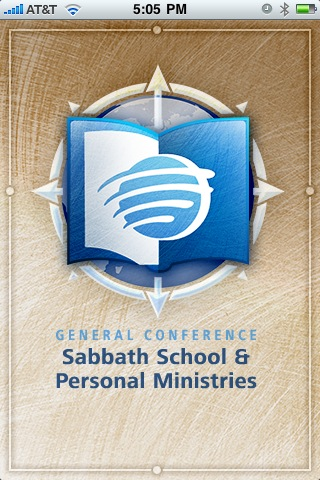 AT&T 5:05 PM
GENERAL CONFERENCE
Sabbath School &
Personal Ministries